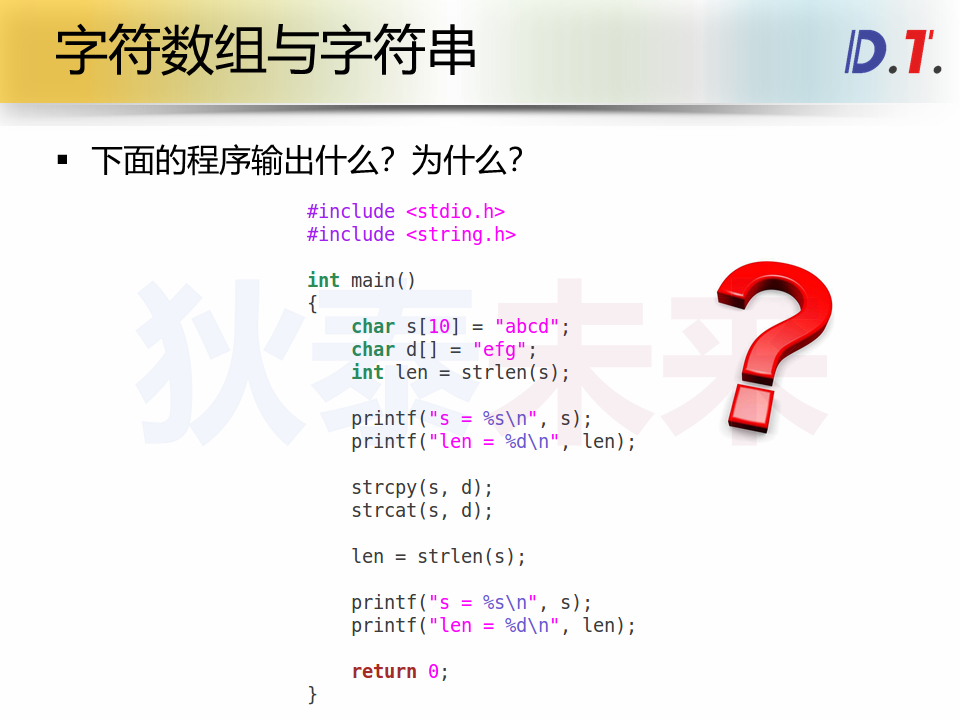 字符数组与字符串
D.T.
▪ 下面的程序输出什么？为什么？
#include <stdio.h>
#include <string.h>
int main()
{
    char s[10] = "abcd";
    char d[] = "efg";
    int len = strlen(s);
    printf("s = %s\n", s);
    printf("len = %d\n", len);
    strcpy(s, d);
    strcat(s, d);
    len = strlen(s);
    printf("s = %s\n", s);
    printf("len = %d\n", len);
    return 0;
}
狄泰未来
?